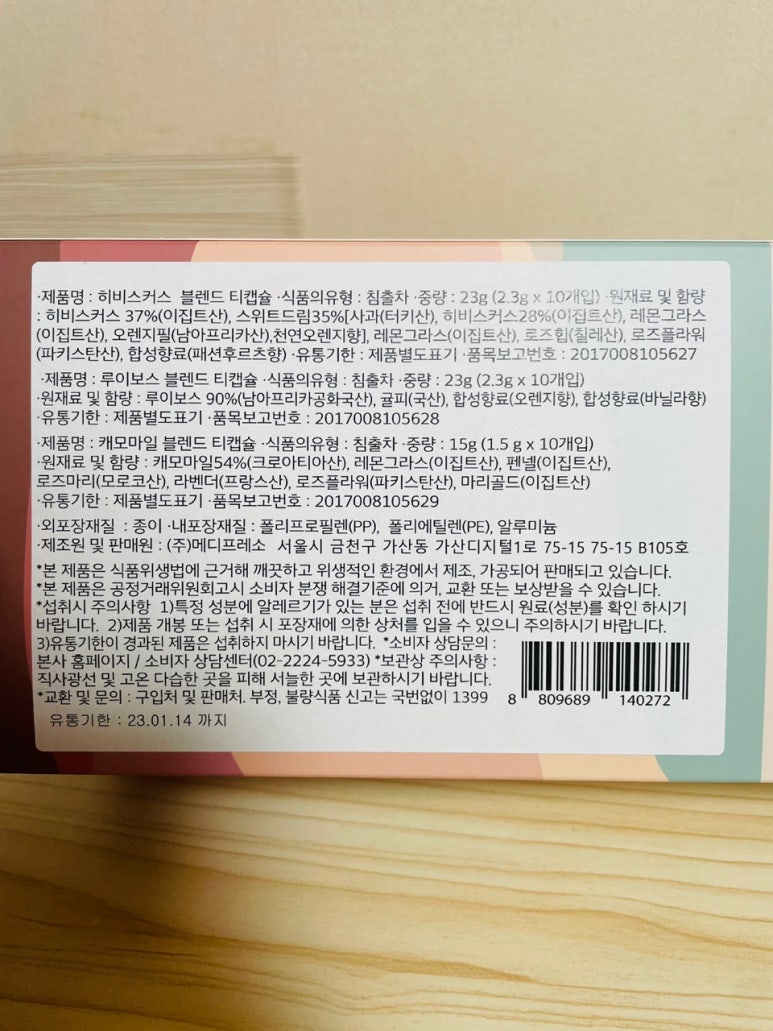 ·제품명 : 히비스커스 블렌드 티캡슐 ·식품의유형 : 침출차 ·중량 : 23g (2.3g x 10개입) ·원재료 및 함량
: 히비스커스 37%(이집트산), 스위트드림35%[사과(터키산), 히비스커스28%(이집트산), 레몬그라스
(이집트산), 오렌지필(남아프리카산),천연오렌지향], 레몬그라스(이집트산), 로즈힙(칠레산), 로즈플라워
(파키스탄산), 합성향료(패션후르츠향) ·유통기한 : 제품별도표기 ·품목보고번호 : 2017008105627
·제품명 : 루이보스 블렌드 티캡슐 ·식품의유형 : 침출차 ·중량 : 23g (2.3g x 10개입)
·원재료 및 함량 : 루이보스 90%(남아프리카공화국산), 귤피(국산), 합성향료(오렌지향), 합성향료(바닐라향)
·유통기한 : 제품별도표기 ·품목보고번호 : 2017008105628
·제품명 : 캐모마일 블렌드 티캡슐 ·식품의유형 : 침출차 ·중량 : 15g (1.5 g x 10개입)
·원재료 및 함량 : 캐모마일54%(크로아티아산), 레몬그라스(이집트산), 펜넬(이집트산),
로즈마리(모로코산), 라벤더(프랑스산), 로즈플라워(파키스탄산), 마리골드(이집트산)
·유통기한 : 제품별도표기 ·품목보고번호 : 2017008105629
·외포장재질 : 종이 ·내포장재질 : 폴리프로필렌(PP), 폴리에틸렌(PE), 알루미늄
·제조원 및 판매원 : (주)메디프레소 서울시 금천구 가산동 가산디지털1로 75-15 75-15 B105호
*본 제품은 식품위생법에 근거해 깨끗하고 위생적인 환경에서 제조, 가공되어 판매되고 있습니다.
*본 제품은 공정거래위원회고시 소비자 분쟁 해결기준에 의거, 교환 또는 보상받을 수 있습니다.
*섭취시 주의사항 1)특정 성분에 알레르기가 있는 분은 섭취 전에 반드시 원료(성분)를 확인 하시기
바랍니다. 2)제품 개봉 또는 섭취 시 포장재에 의한 상처를 입을 수 있으니 주의하시기 바랍니다.
3)유통기한이 경과된 제품은 섭취하지 마시기 바랍니다. *소비자 상담문의 :
본사 홈페이지 / 소비자 상담센터(02-2224-5933) *보관상 주의사항 :
직사광선 및 고온 다습한 곳을 피해 서늘한 곳에 보관하시기 바랍니다.
*교환 및 문의 : 구입처 및 판매처. 부정, 불량식품 신고는 국번없이 1399
8 809689 140272
유통기한 : 23.01.14 까지